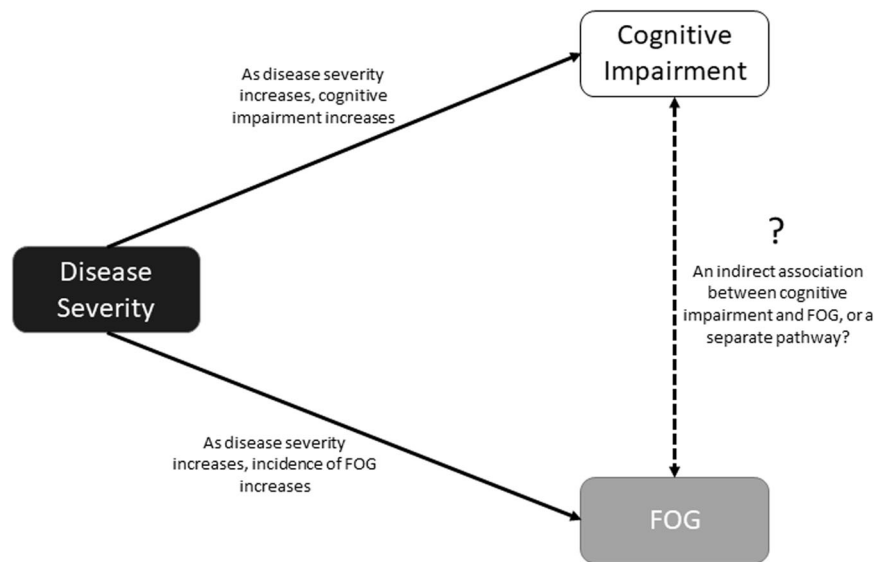 Cognitive
Impairment
As disease severity
increases, cognitive
impairment increases
?
An indirect association
between cognitive
impairment and FOG, or a
separate pathway?
Disease
Severity
As disease severity
increases, incidence of FOG
increases
FOG